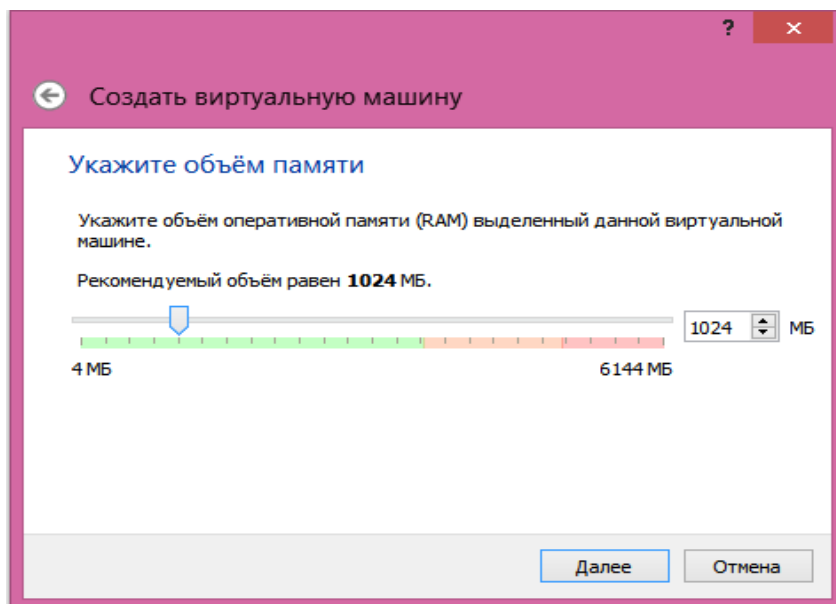 ?
Создать виртуальную машину
Укажите объём памяти
Укажите объём оперативной памяти (RAM) выделенный данной виртуальной
машине.
Рекомендуемый объём равен 1024 МБ.
1024 МБ
4 МБ 6144 МБ
Далее Отмена